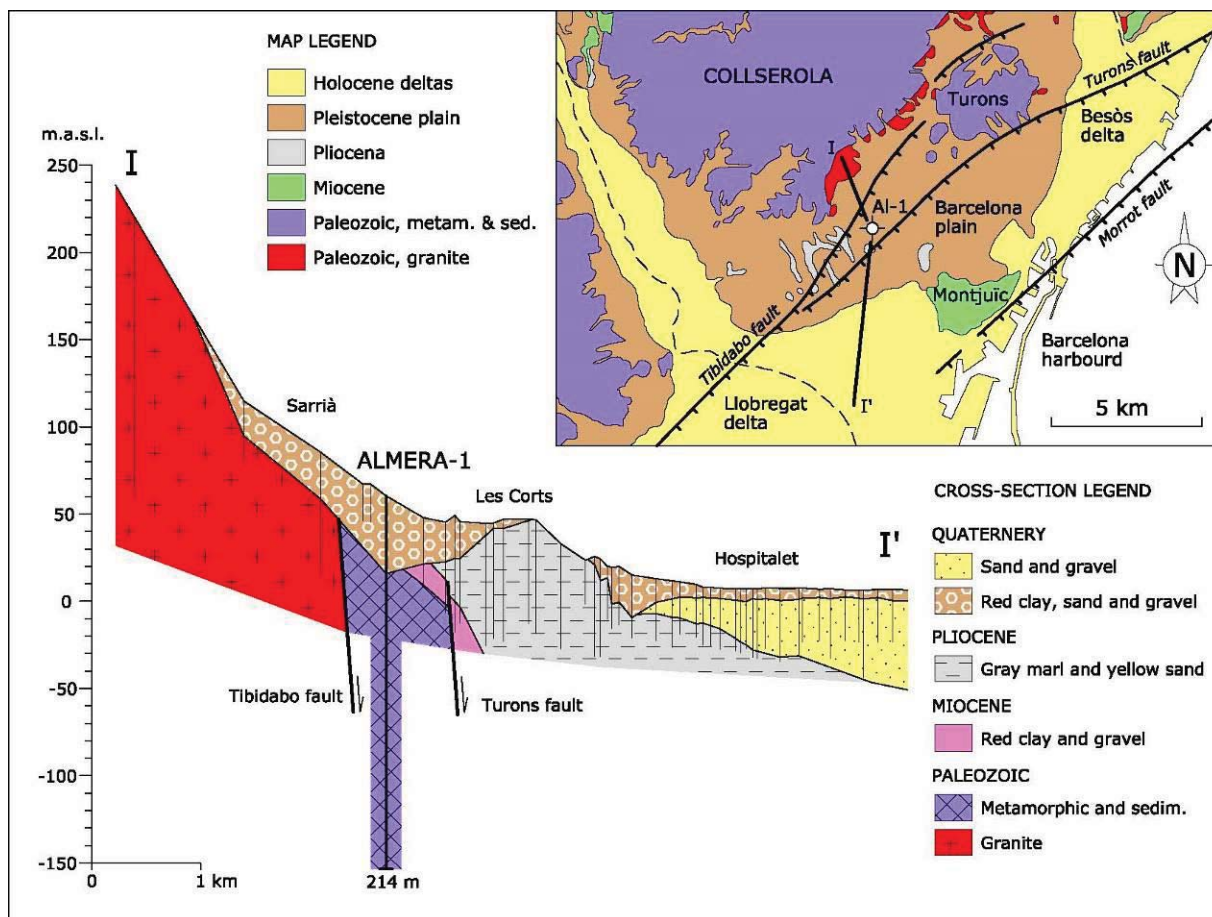 MAP LEGEND
Holocene deltas
Pleistocene plain
Pliocena
Miocene
Paleozoic, metam. & sed.
Paleozoic, granite
m.a.s.l.
250
200
150
100
50
0
-50
-100
-150
I
Sarrià
ALMERA-1
Les Corts
Hospitalet
I'
Tibidabo fault
Turons fault
0
1 km
214 m
COLLSEROLA
Turons
Turons fault
Besòs
delta
I
Al-1
Barcelona
plain
Morrot fault
N
Montjuïc
Tibidabo fault
Barcelona
harbourd
Llobregat
delta
I'
5 km
CROSS-SECTION LEGEND
QUATERNERY
Sand and gravel
Red clay, sand and gravel
PLIOCENE
Gray marl and yellow sand
MIOCENE
Red clay and gravel
PALEOZOIC
Metamorphic and sedim.
Granite